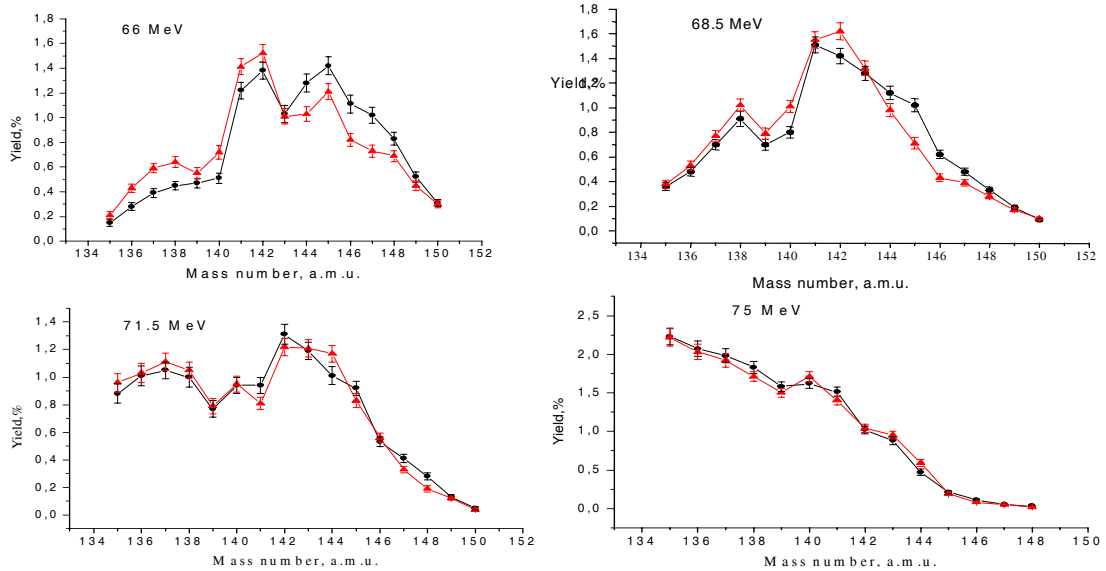 66 MeV
1,8
1,6
1,4
1,2
1,0
0,8
0,6
0,4
0,2
0,0
Yield,%
134 136 138 140 142 144 146 148 150 152
Mass number, a.m.u.
68.5 MeV
1,8
1,6
1,4
1,2
1,0
0,8
0,6
0,4
0,2
0,0
Yield,%
134 136 138 140 142 144 146 148 150 152
Mass number, a.m.u.
71.5 MeV
1,4
1,2
1,0
0,8
0,6
0,4
0,2
0,0
Yield,%
134 136 138 140 142 144 146 148 150 152
Mass number, a.m.u.
75 MeV
2,5
2,0
1,5
1,0
0,5
0,0
Yield,%
134 136 138 140 142 144 146 148 150
Mass number, a.m.u.